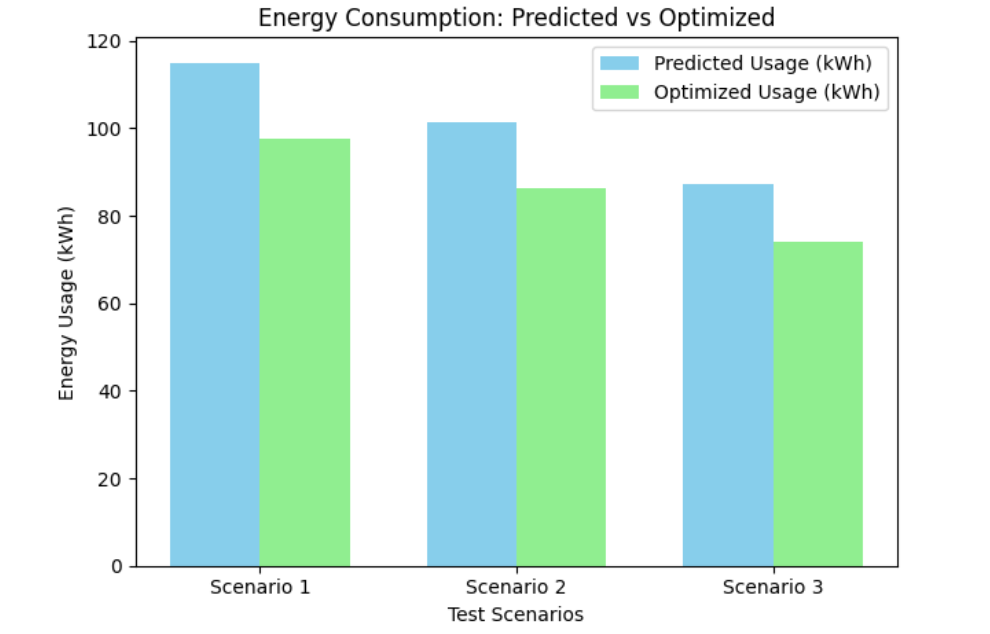 Energy Consumption: Predicted vs Optimized
Predicted Usage (kWh)
Optimized Usage (kWh)
Energy Usage (kWh)
120
100
80
60
40
20
0
Scenario 1
Scenario 2
Scenario 3
Test Scenarios